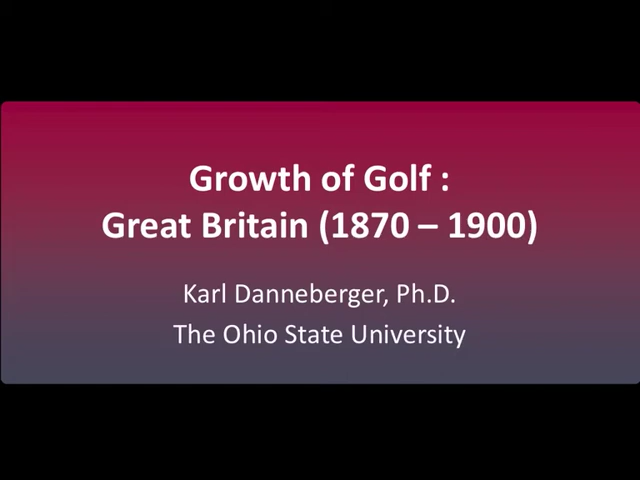 Growth of Golf :
Great Britain (1870 – 1900)
Karl Danneberger, Ph.D.
The Ohio State University